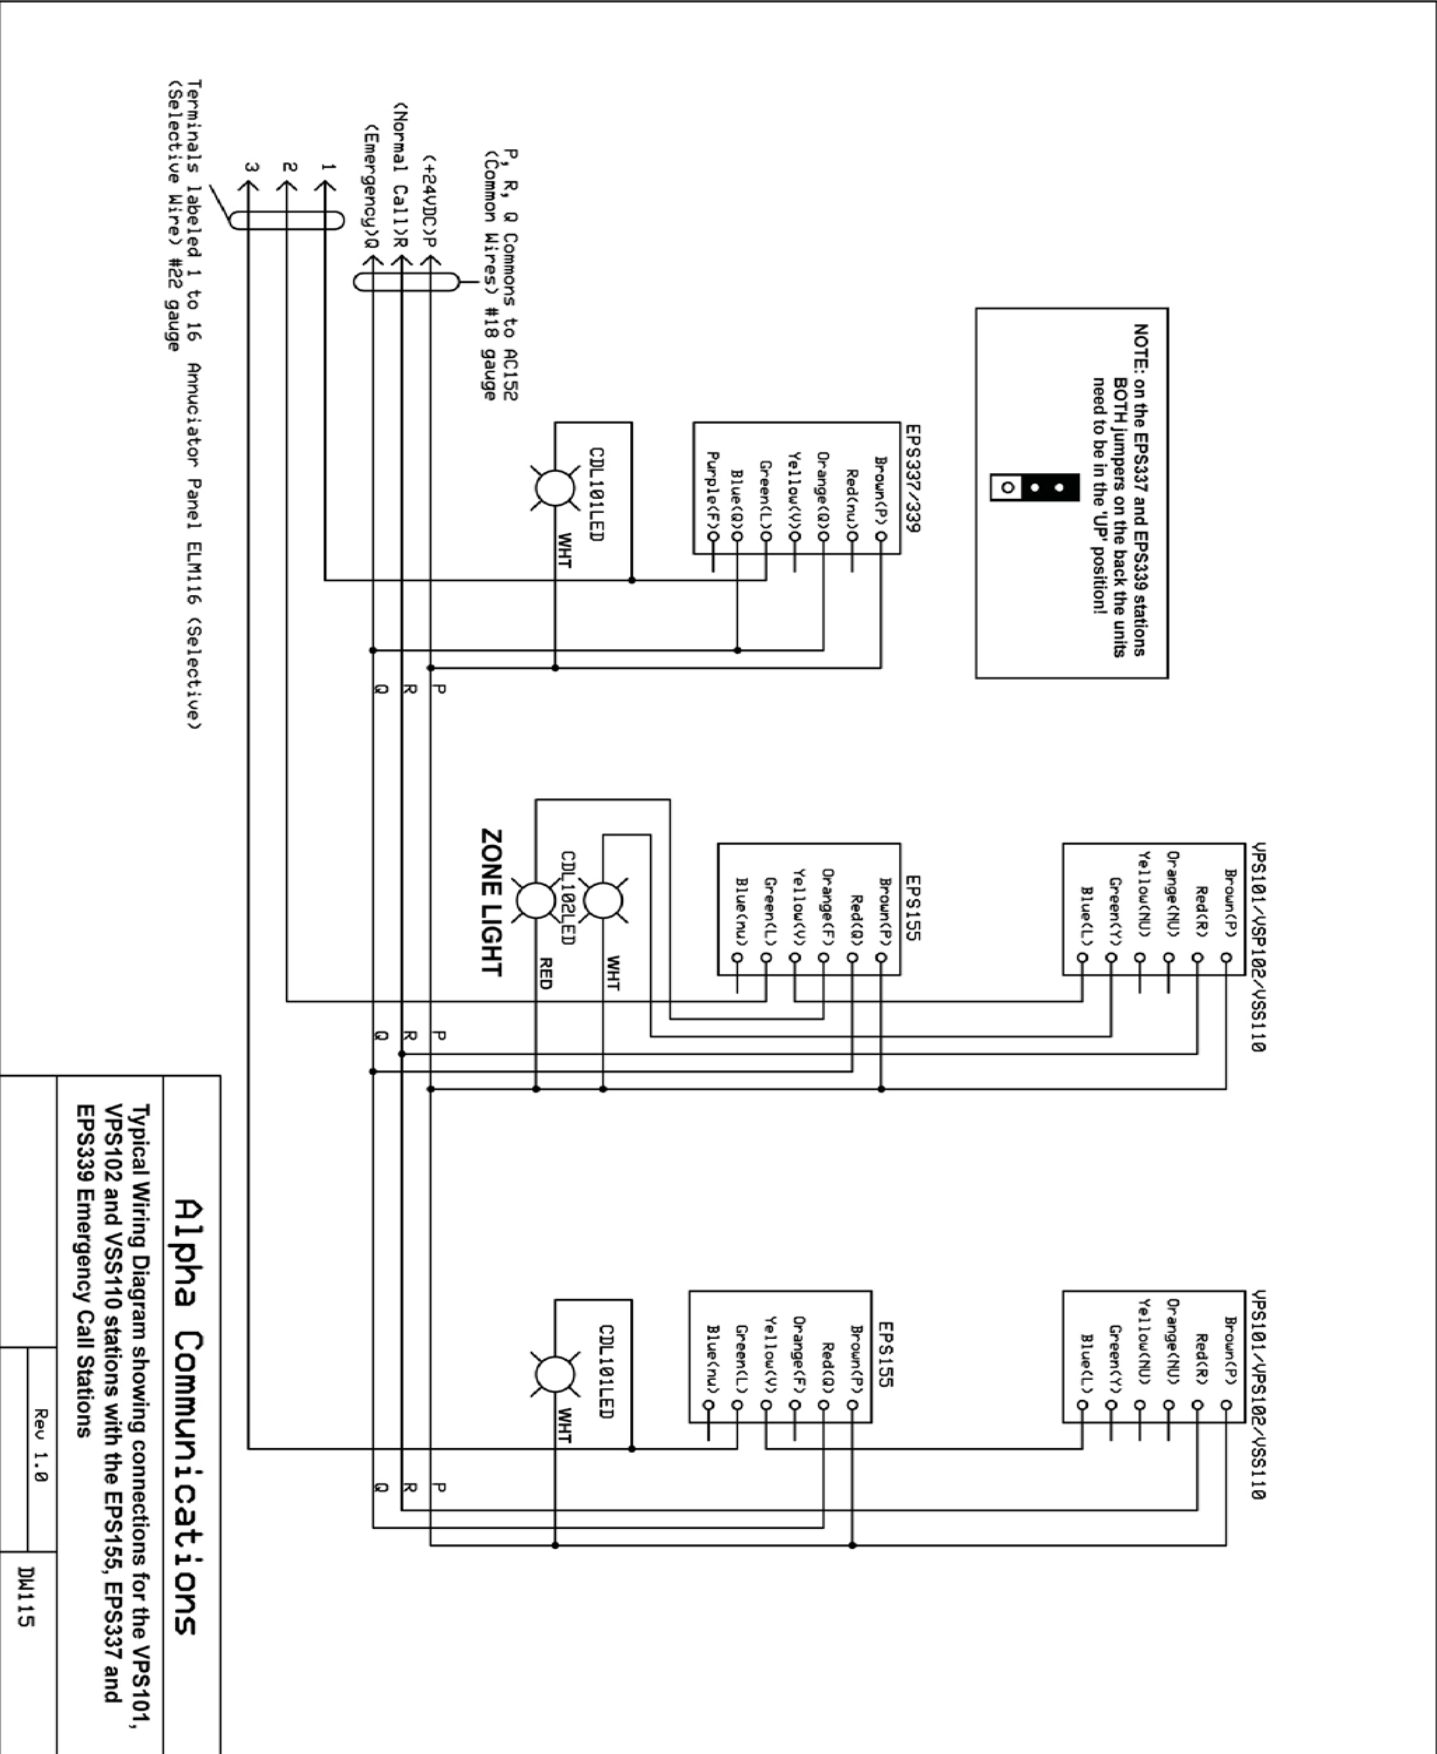 NOTE: on the EPS337 and EPS339 stations
BOTH jumpers on the back the units
need to be in the 'UP' position!
VPS101/VSP102/VSS110
Brown(P)
Red(R)
Orange(NU)
Yellow(NU)
Green(Y)
Blue(L)
VPS101/VPS102/VSS110
Brown(P)
Red(R)
Orange(NU)
Yellow(NU)
Green(Y)
Blue(L)
EPS337/339
Brown(P)
Red(nu)
Orange(Q)
Yellow(V)
Green(L)
Blue(Q)
Purple(F)
EPS155
Brown(P)
Red(Q)
Orange(F)
Yellow(V)
Green(L)
Blue(nu)
EPS155
Brown(P)
Red(Q)
Orange(F)
Yellow(V)
Green(L)
Blue(nu)
CDL101LED
WHT
WHT
CDL102LED
RED
ZONE LIGHT
CDL101LED
WHT
P, R, Q Commons to AC152
(Common Wires) #18 gauge
(+24VDC)P
(Normal Call)R
(Emergency)Q
P
R
Q
P
R
Q
P
R
Q
1
2
3
Terminals labeled 1 to 16 Annuciator Panel ELM116 (Selective)
(Selective Wire) #22 gauge
Alpha Communications
Typical Wiring Diagram showing connections for the VPS101,
VPS102 and VSS110 stations with the EPS155, EPS337 and
EPS339 Emergency Call Stations
Rev 1.0
DW115